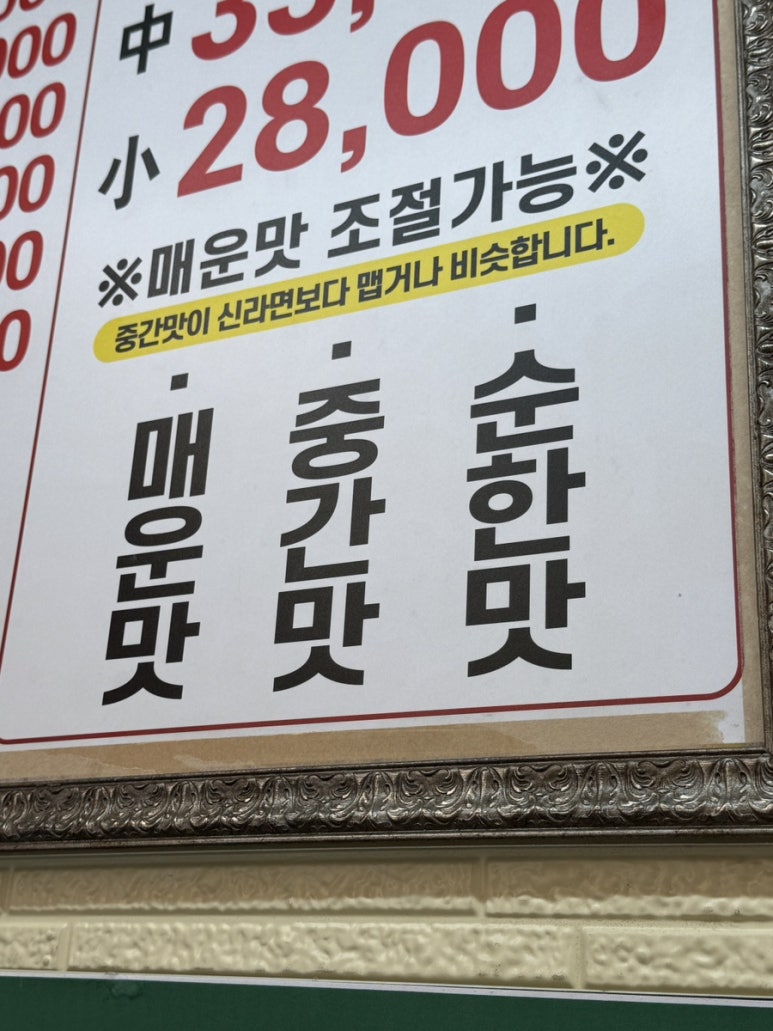 中
小 28,000
※매운맛 조절가능※
중간맛이 신라면보다 맵거나 비슷합니다.
· 매운맛
· 중간맛
· 순한맛